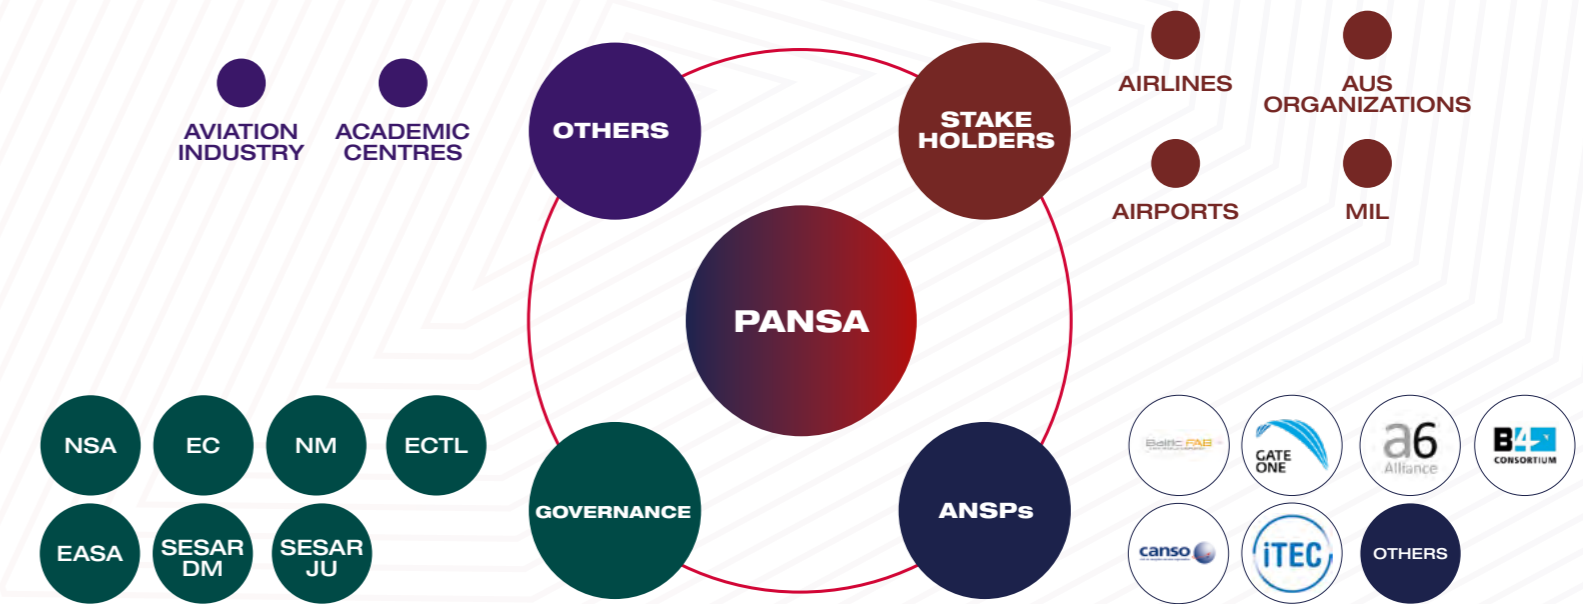 AVIATION
INDUSTRY
ACADEMIC
CENTRES
OTHERS
STAKE
HOLDERS
AIRLINES
AUS
ORGANIZATIONS
AIRPORTS
MIL
PANSA
NSA
EC
NM
ECTL
EASA
SESAR
DM
SESAR
JU
GOVERNANCE
ANSPs
Baltic FAB
GATE
ONE
a6
Alliance
B4
CONSORTIUM
canso
iTEC
OTHERS